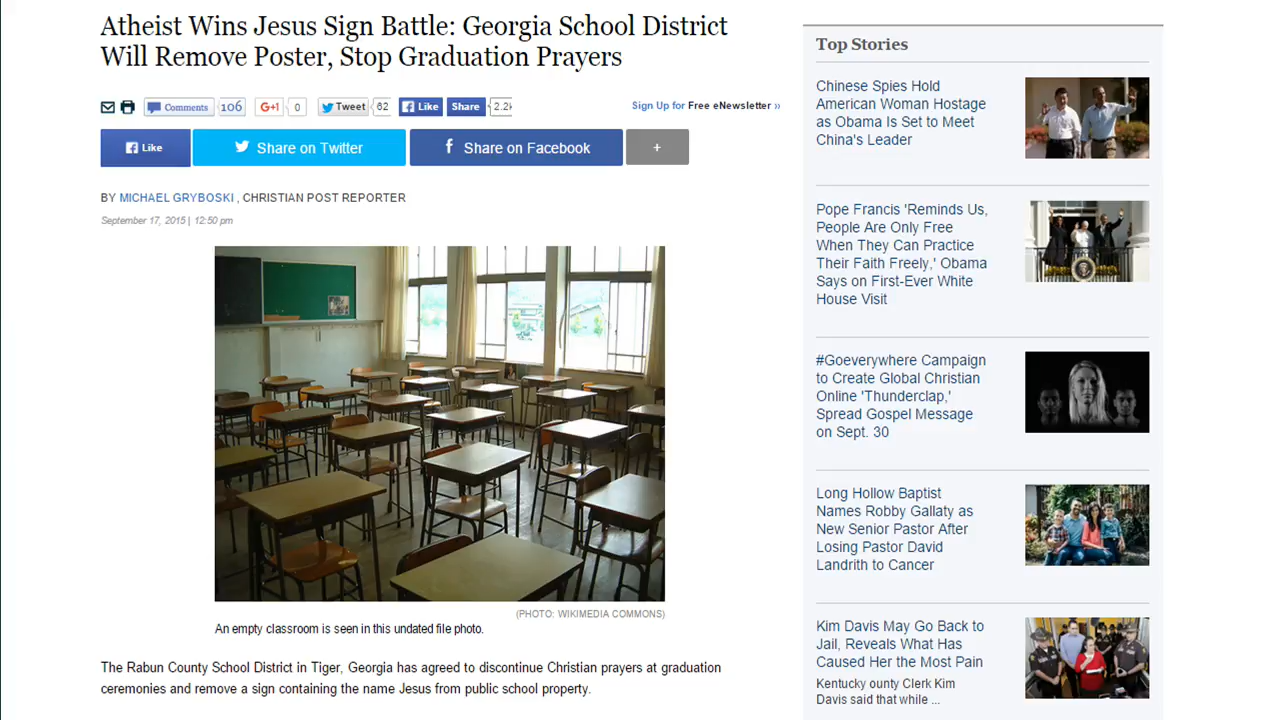 Atheist Wins Jesus Sign Battle: Georgia School District
Will Remove Poster, Stop Graduation Prayers
Comments 106
G+1 0
Tweet 62
Like
Share 2.2k
Sign Up for Free eNewsletter ››
Like
Share on Twitter
Share on Facebook
+
BY MICHAEL GRYBOSKI , CHRISTIAN POST REPORTER
September 17, 2015 | 12:50 pm
(PHOTO: WIKIMEDIA COMMONS)
An empty classroom is seen in this undated file photo.
The Rabun County School District in Tiger, Georgia has agreed to discontinue Christian prayers at graduation
ceremonies and remove a sign containing the name Jesus from public school property.
Top Stories
Chinese Spies Hold
American Woman Hostage
as Obama Is Set to Meet
China's Leader
Pope Francis 'Reminds Us,
People Are Only Free
When They Can Practice
Their Faith Freely,' Obama
Says on First-Ever White
House Visit
#Goeverywhere Campaign
to Create Global Christian
Online 'Thunderclap,'
Spread Gospel Message
on Sept. 30
Long Hollow Baptist
Names Robby Gallaty as
New Senior Pastor After
Losing Pastor David
Landrith to Cancer
Kim Davis May Go Back to
Jail, Reveals What Has
Caused Her the Most Pain
Kentucky ounty Clerk Kim
Davis said that while ...